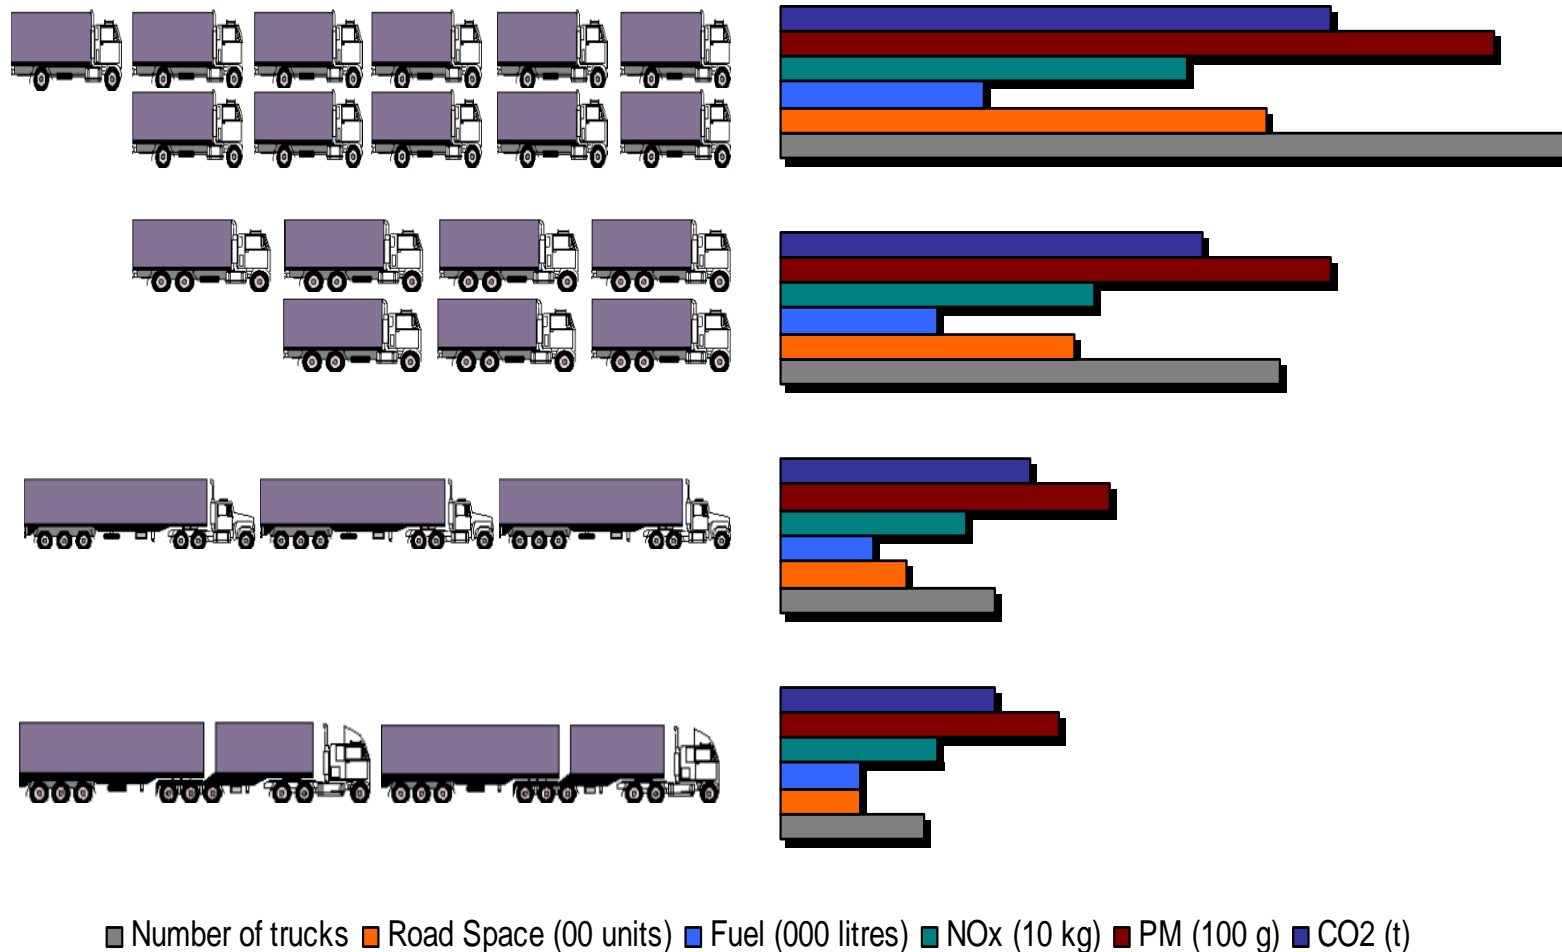 Number of trucks Road Space (00 units) Fuel (000 litres) NOx (10 kg) PM (100 g) CO2 (t)